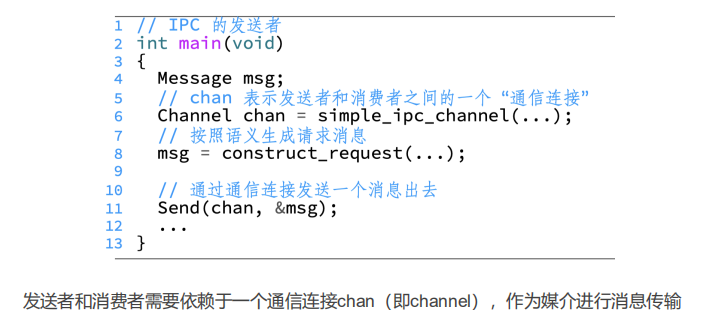 1 // IPC 的发送者
2 int main(void)
3 {
4   Message msg;
5   // chan 表示发送者和消费者之间的一个 “通信连接”
6   Channel chan = simple_ipc_channel(...);
7   // 按照语义生成请求消息
8   msg = construct_request(...);
9
10   // 通过通信连接发送一个消息出去
11   Send(chan, &msg);
12   ...
13 }
发送者和消费者需要依赖于一个通信连接chan（即channel），作为媒介进行消息传输